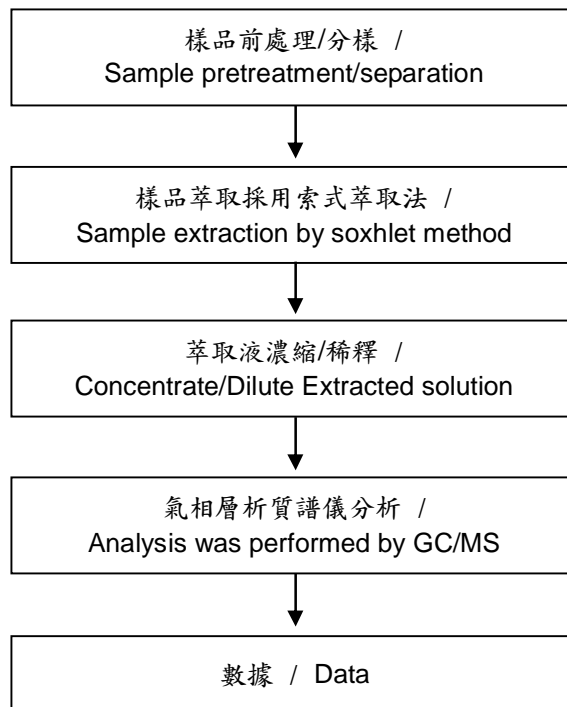 樣品前處理/分樣 /
Sample pretreatment/separation
樣品萃取採用索式萃取法 /
Sample extraction by soxhlet method
萃取液濃縮/稀釋 /
Concentrate/Dilute Extracted solution
氣相層析質譜儀分析 /
Analysis was performed by GC/MS
數據 / Data